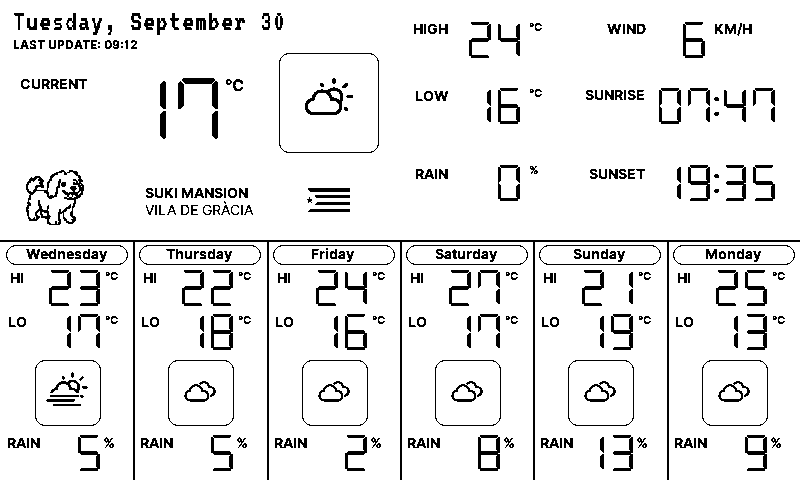 Tuesday, September 30
LAST UPDATE: 09:12
CURRENT 17 °C
SUKI MANSION
VILA DE GRÀCIA
HIGH 24 °C
LOW 16 °C
RAIN 0 %
WIND 6 KM/H
SUNRISE 07:47
SUNSET 19:35
Wednesday
HI 23 °C
LO 17 °C
RAIN 5 %
Thursday
HI 22 °C
LO 18 °C
RAIN 5 %
Friday
HI 24 °C
LO 16 °C
RAIN 2 %
Saturday
HI 27 °C
LO 17 °C
RAIN 8 %
Sunday
HI 21 °C
LO 19 °C
RAIN 13 %
Monday
HI 25 °C
LO 13 °C
RAIN 9 %